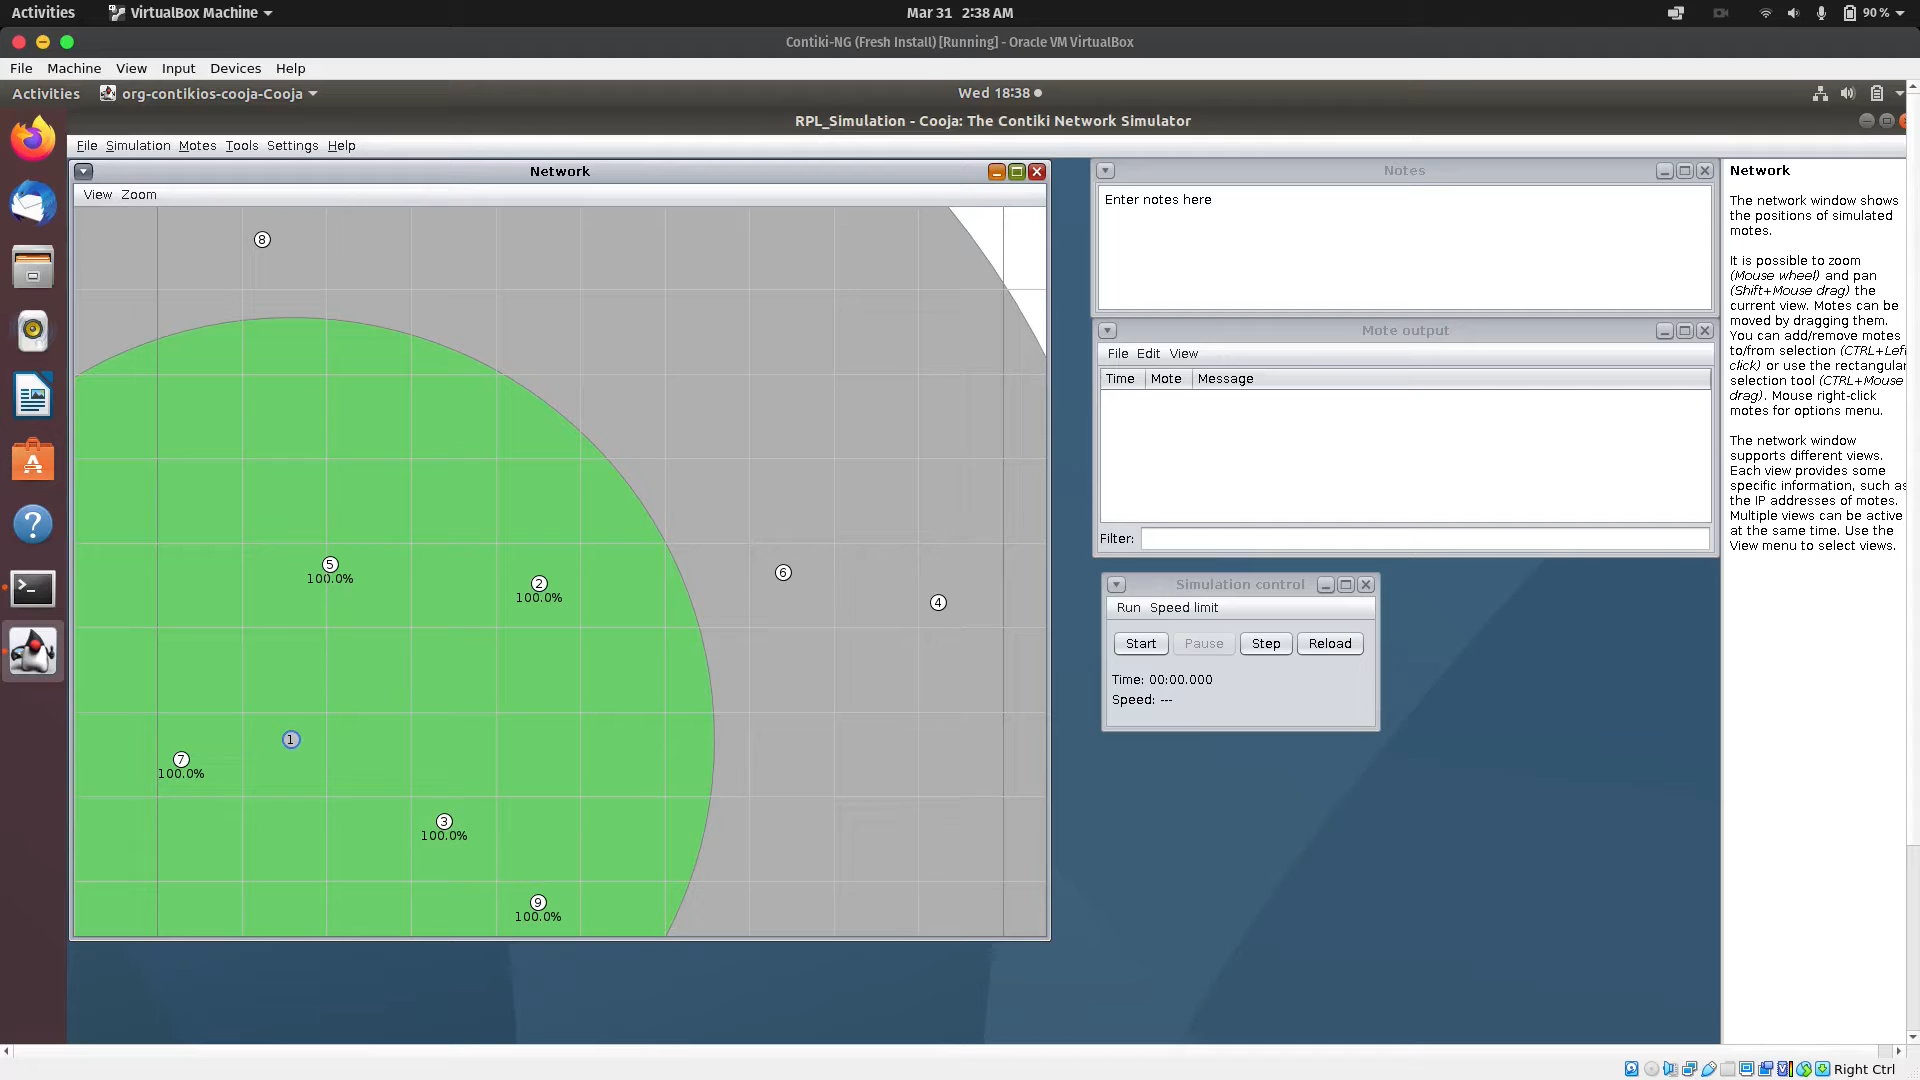 Activities
VirtualBox Machine
Mar 31 2:38 AM
90 %
Contiki-NG (Fresh Install) [Running] - Oracle VM VirtualBox
File Machine View Input Devices Help
Activities
org-contikios-cooja-Cooja
Wed 18:38
RPL_Simulation - Cooja: The Contiki Network Simulator
File Simulation Motes Tools Settings Help
Network
View Zoom
8
5
100.0%
2
100.0%
6
4
1
7
100.0%
3
100.0%
9
100.0%
Notes
Enter notes here
Mote output
File Edit View
Time Mote Message
Filter:
Simulation control
Run Speed limit
Start Pause Step Reload
Time: 00:00.000
Speed: ---
Network
The network window shows
the positions of simulated
motes.
It is possible to zoom
(Mouse wheel) and pan
(Shift+Mouse drag) the
current view. Motes can be
moved by dragging them.
You can add/remove motes
to/from selection (CTRL+Left
click) or use the rectangular
selection tool (CTRL+Mouse
drag). Mouse right-click
motes for options menu.
The network window
supports different views.
Each view provides some
specific information, such as
the IP addresses of motes.
Multiple views can be active
at the same time. Use the
View menu to select views.
Right Ctrl